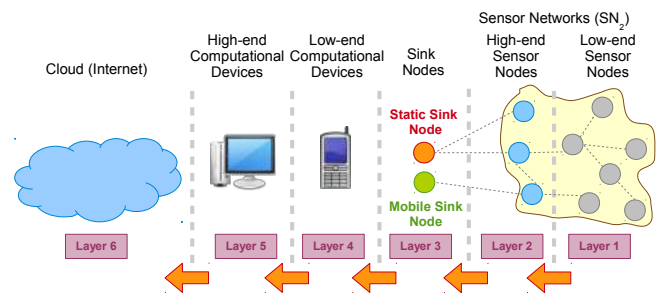 Sensor Networks (SN2)
Cloud (Internet)
High-end
Computational
Devices
Low-end
Computational
Devices
Sink
Nodes
High-end
Sensor
Nodes
Low-end
Sensor
Nodes
Static Sink
Node
Mobile Sink
Node
Layer 6
Layer 5
Layer 4
Layer 3
Layer 2
Layer 1